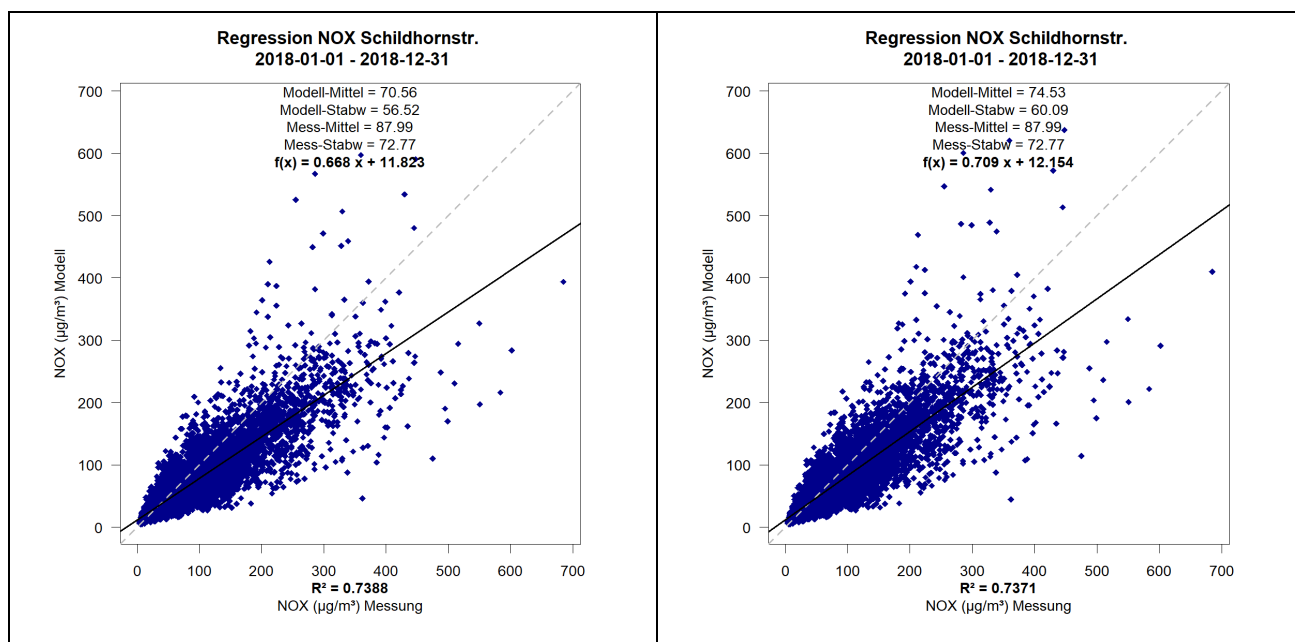 Regression NOX Schildhornstr.
2018-01-01 - 2018-12-31
Modell-Mittel = 70.56
Modell-Stabw = 56.52
Mess-Mittel = 87.99
Mess-Stabw = 72.77
f(x) = 0.668 x + 11.823
700
600
500
400
300
200
100
0
NOX (µg/m³) Modell
0 100 200 300 400 500 600 700
R² = 0.7388
NOX (µg/m³) Messung
Regression NOX Schildhornstr.
2018-01-01 - 2018-12-31
Modell-Mittel = 74.53
Modell-Stabw = 60.09
Mess-Mittel = 87.99
Mess-Stabw = 72.77
f(x) = 0.709 x + 12.154
700
600
500
400
300
200
100
0
NOX (µg/m³) Modell
0 100 200 300 400 500 600 700
R² = 0.7371
NOX (µg/m³) Messung